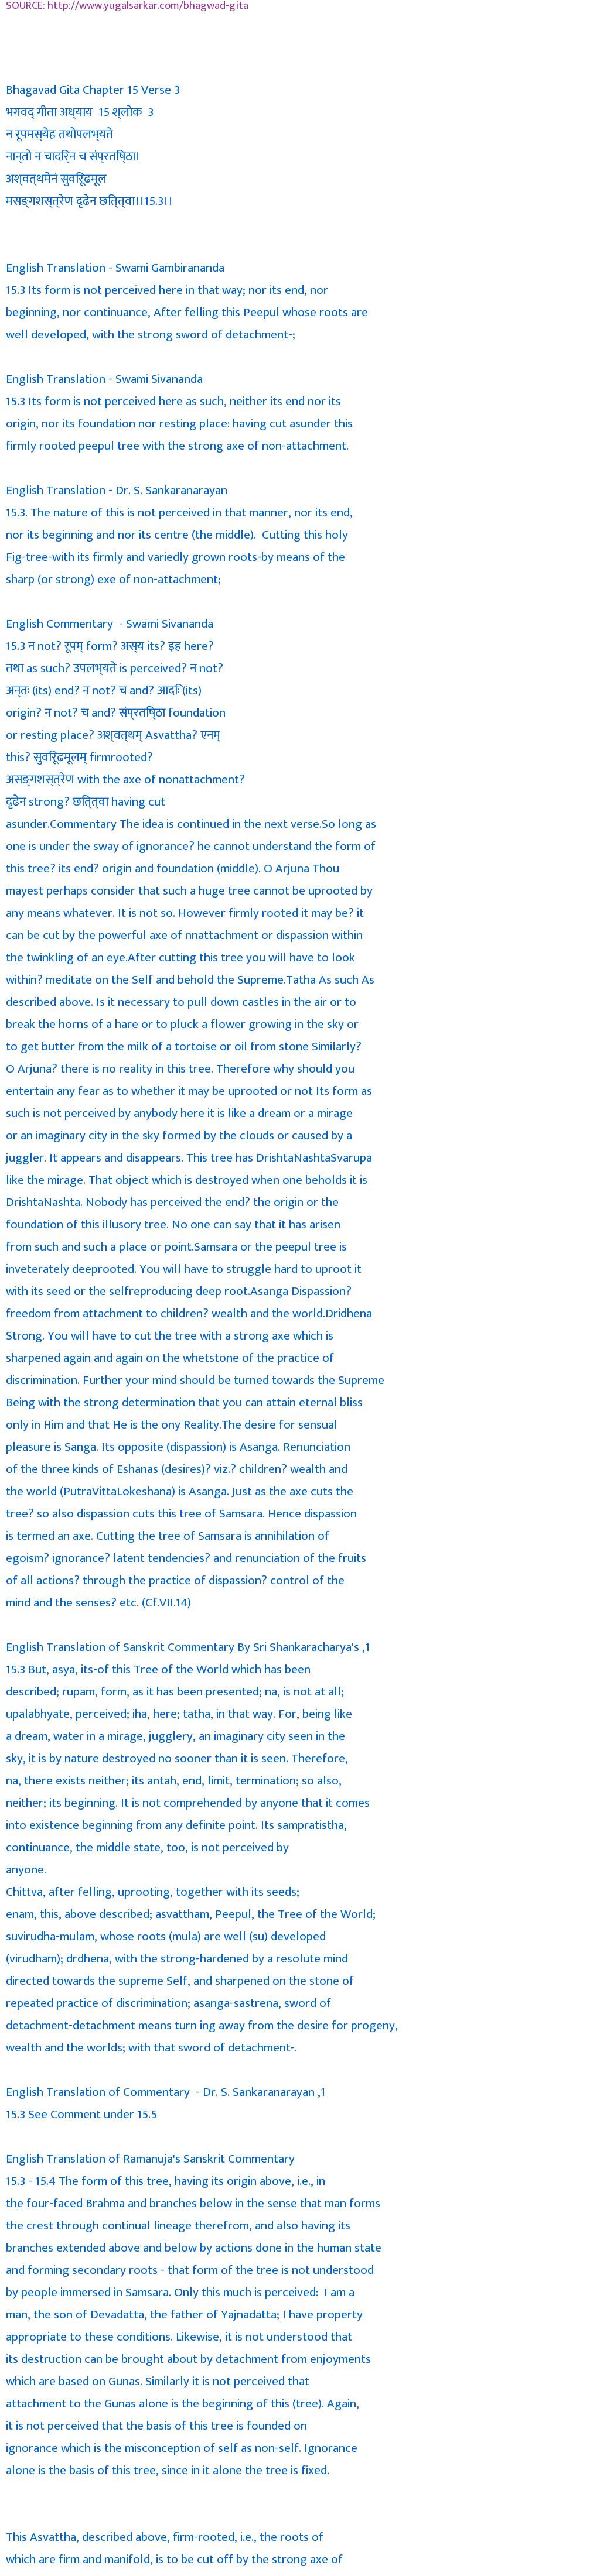 SOURCE: http://www.yugalsarkar.com/bhagwad-gita
Bhagavad Gita Chapter 15 Verse 3
भगवद् गीता अध्याय 15 श्लोक 3
न रूपमस्येह तथोपलभ्यते
नान्तो न चादिर्न च संप्रतिष्ठा।
अश्वत्थमेनं सुविरूढमूल
मसङ्गशस्त्रेण दृढेन छित्त्वा।।15.3।।
English Translation - Swami Gambirananda
15.3 Its form is not perceived here in that way; nor its end, nor
beginning, nor continuance, After felling this Peepul whose roots are
well developed, with the strong sword of detachment-;
English Translation - Swami Sivananda
15.3 Its form is not perceived here as such, neither its end nor its
origin, nor its foundation nor resting place: having cut asunder this
firmly rooted peepul tree with the strong axe of non-attachment.
English Translation - Dr. S. Sankaranarayan
15.3. The nature of this is not perceived in that manner, nor its end,
nor its beginning and nor its centre (the middle). Cutting this holy
Fig-tree-with its firmly and variedly grown roots-by means of the
sharp (or strong) exe of non-attachment;
English Commentary - Swami Sivananda
15.3 न not? रूपम् form? अस्य its? इह here?
तथा as such? उपलभ्यते is perceived? न not?
अन्तः (its) end? न not? च and? आदिः (its)
origin? न not? च and? संप्रतिष्ठा foundation
or resting place? अश्वत्थम् Asvattha? एनम्
this? सुविरूढमूलम् firmrooted?
असङ्गशस्त्रेण with the axe of nonattachment?
दृढेन strong? छित्त्वा having cut
asunder.Commentary The idea is continued in the next verse.So long as
one is under the sway of ignorance? he cannot understand the form of
this tree? its end? origin and foundation (middle). O Arjuna Thou
mayest perhaps consider that such a huge tree cannot be uprooted by
any means whatever. It is not so. However firmly rooted it may be? it
can be cut by the powerful axe of nnattachment or dispassion within
the twinkling of an eye.After cutting this tree you will have to look
within? meditate on the Self and behold the Supreme.Tatha As such As
described above. Is it necessary to pull down castles in the air or to
break the horns of a hare or to pluck a flower growing in the sky or
to get butter from the milk of a tortoise or oil from stone Similarly?
O Arjuna? there is no reality in this tree. Therefore why should you
entertain any fear as to whether it may be uprooted or not Its form as
such is not perceived by anybody here it is like a dream or a mirage
or an imaginary city in the sky formed by the clouds or caused by a
juggler. It appears and disappears. This tree has DrishtaNashtaSvarupa
like the mirage. That object which is destroyed when one beholds it is
DrishtaNashta. Nobody has perceived the end? the origin or the
foundation of this illusory tree. No one can say that it has arisen
from such and such a place or point.Samsara or the peepul tree is
inveterately deeprooted. You will have to struggle hard to uproot it
with its seed or the selfreproducing deep root.Asanga Dispassion?
freedom from attachment to children? wealth and the world.Dridhena
Strong. You will have to cut the tree with a strong axe which is
sharpened again and again on the whetstone of the practice of
discrimination. Further your mind should be turned towards the Supreme
Being with the strong determination that you can attain eternal bliss
only in Him and that He is the ony Reality.The desire for sensual
pleasure is Sanga. Its opposite (dispassion) is Asanga. Renunciation
of the three kinds of Eshanas (desires)? viz.? children? wealth and
the world (PutraVittaLokeshana) is Asanga. Just as the axe cuts the
tree? so also dispassion cuts this tree of Samsara. Hence dispassion
is termed an axe. Cutting the tree of Samsara is annihilation of
egoism? ignorance? latent tendencies? and renunciation of the fruits
of all actions? through the practice of dispassion? control of the
mind and the senses? etc. (Cf.VII.14)
English Translation of Sanskrit Commentary By Sri Shankaracharya's ,1
15.3 But, asya, its-of this Tree of the World which has been
described; rupam, form, as it has been presented; na, is not at all;
upalabhyate, perceived; iha, here; tatha, in that way. For, being like
a dream, water in a mirage, jugglery, an imaginary city seen in the
sky, it is by nature destroyed no sooner than it is seen. Therefore,
na, there exists neither; its antah, end, limit, termination; so also,
neither; its beginning. It is not comprehended by anyone that it comes
into existence beginning from any definite point. Its sampratistha,
continuance, the middle state, too, is not perceived by
anyone.
Chittva, after felling, uprooting, together with its seeds;
enam, this, above described; asvattham, Peepul, the Tree of the World;
suvirudha-mulam, whose roots (mula) are well (su) developed
(virudham); drdhena, with the strong-hardened by a resolute mind
directed towards the supreme Self, and sharpened on the stone of
repeated practice of discrimination; asanga-sastrena, sword of
detachment-detachment means turn ing away from the desire for progeny,
wealth and the worlds; with that sword of detachment-.
English Translation of Commentary - Dr. S. Sankaranarayan ,1
15.3 See Comment under 15.5
English Translation of Ramanuja's Sanskrit Commentary
15.3 - 15.4 The form of this tree, having its origin above, i.e., in
the four-faced Brahma and branches below in the sense that man forms
the crest through continual lineage therefrom, and also having its
branches extended above and below by actions done in the human state
and forming secondary roots - that form of the tree is not understood
by people immersed in Samsara. Only this much is perceived: I am a
man, the son of Devadatta, the father of Yajnadatta; I have property
appropriate to these conditions. Likewise, it is not understood that
its destruction can be brought about by detachment from enjoyments
which are based on Gunas. Similarly it is not perceived that
attachment to the Gunas alone is the beginning of this (tree). Again,
it is not perceived that the basis of this tree is founded on
ignorance which is the misconception of self as non-self. Ignorance
alone is the basis of this tree, since in it alone the tree is fixed.
This Asvattha, described above, firm-rooted, i.e., the roots of
which are firm and manifold, is to be cut off by the strong axe of